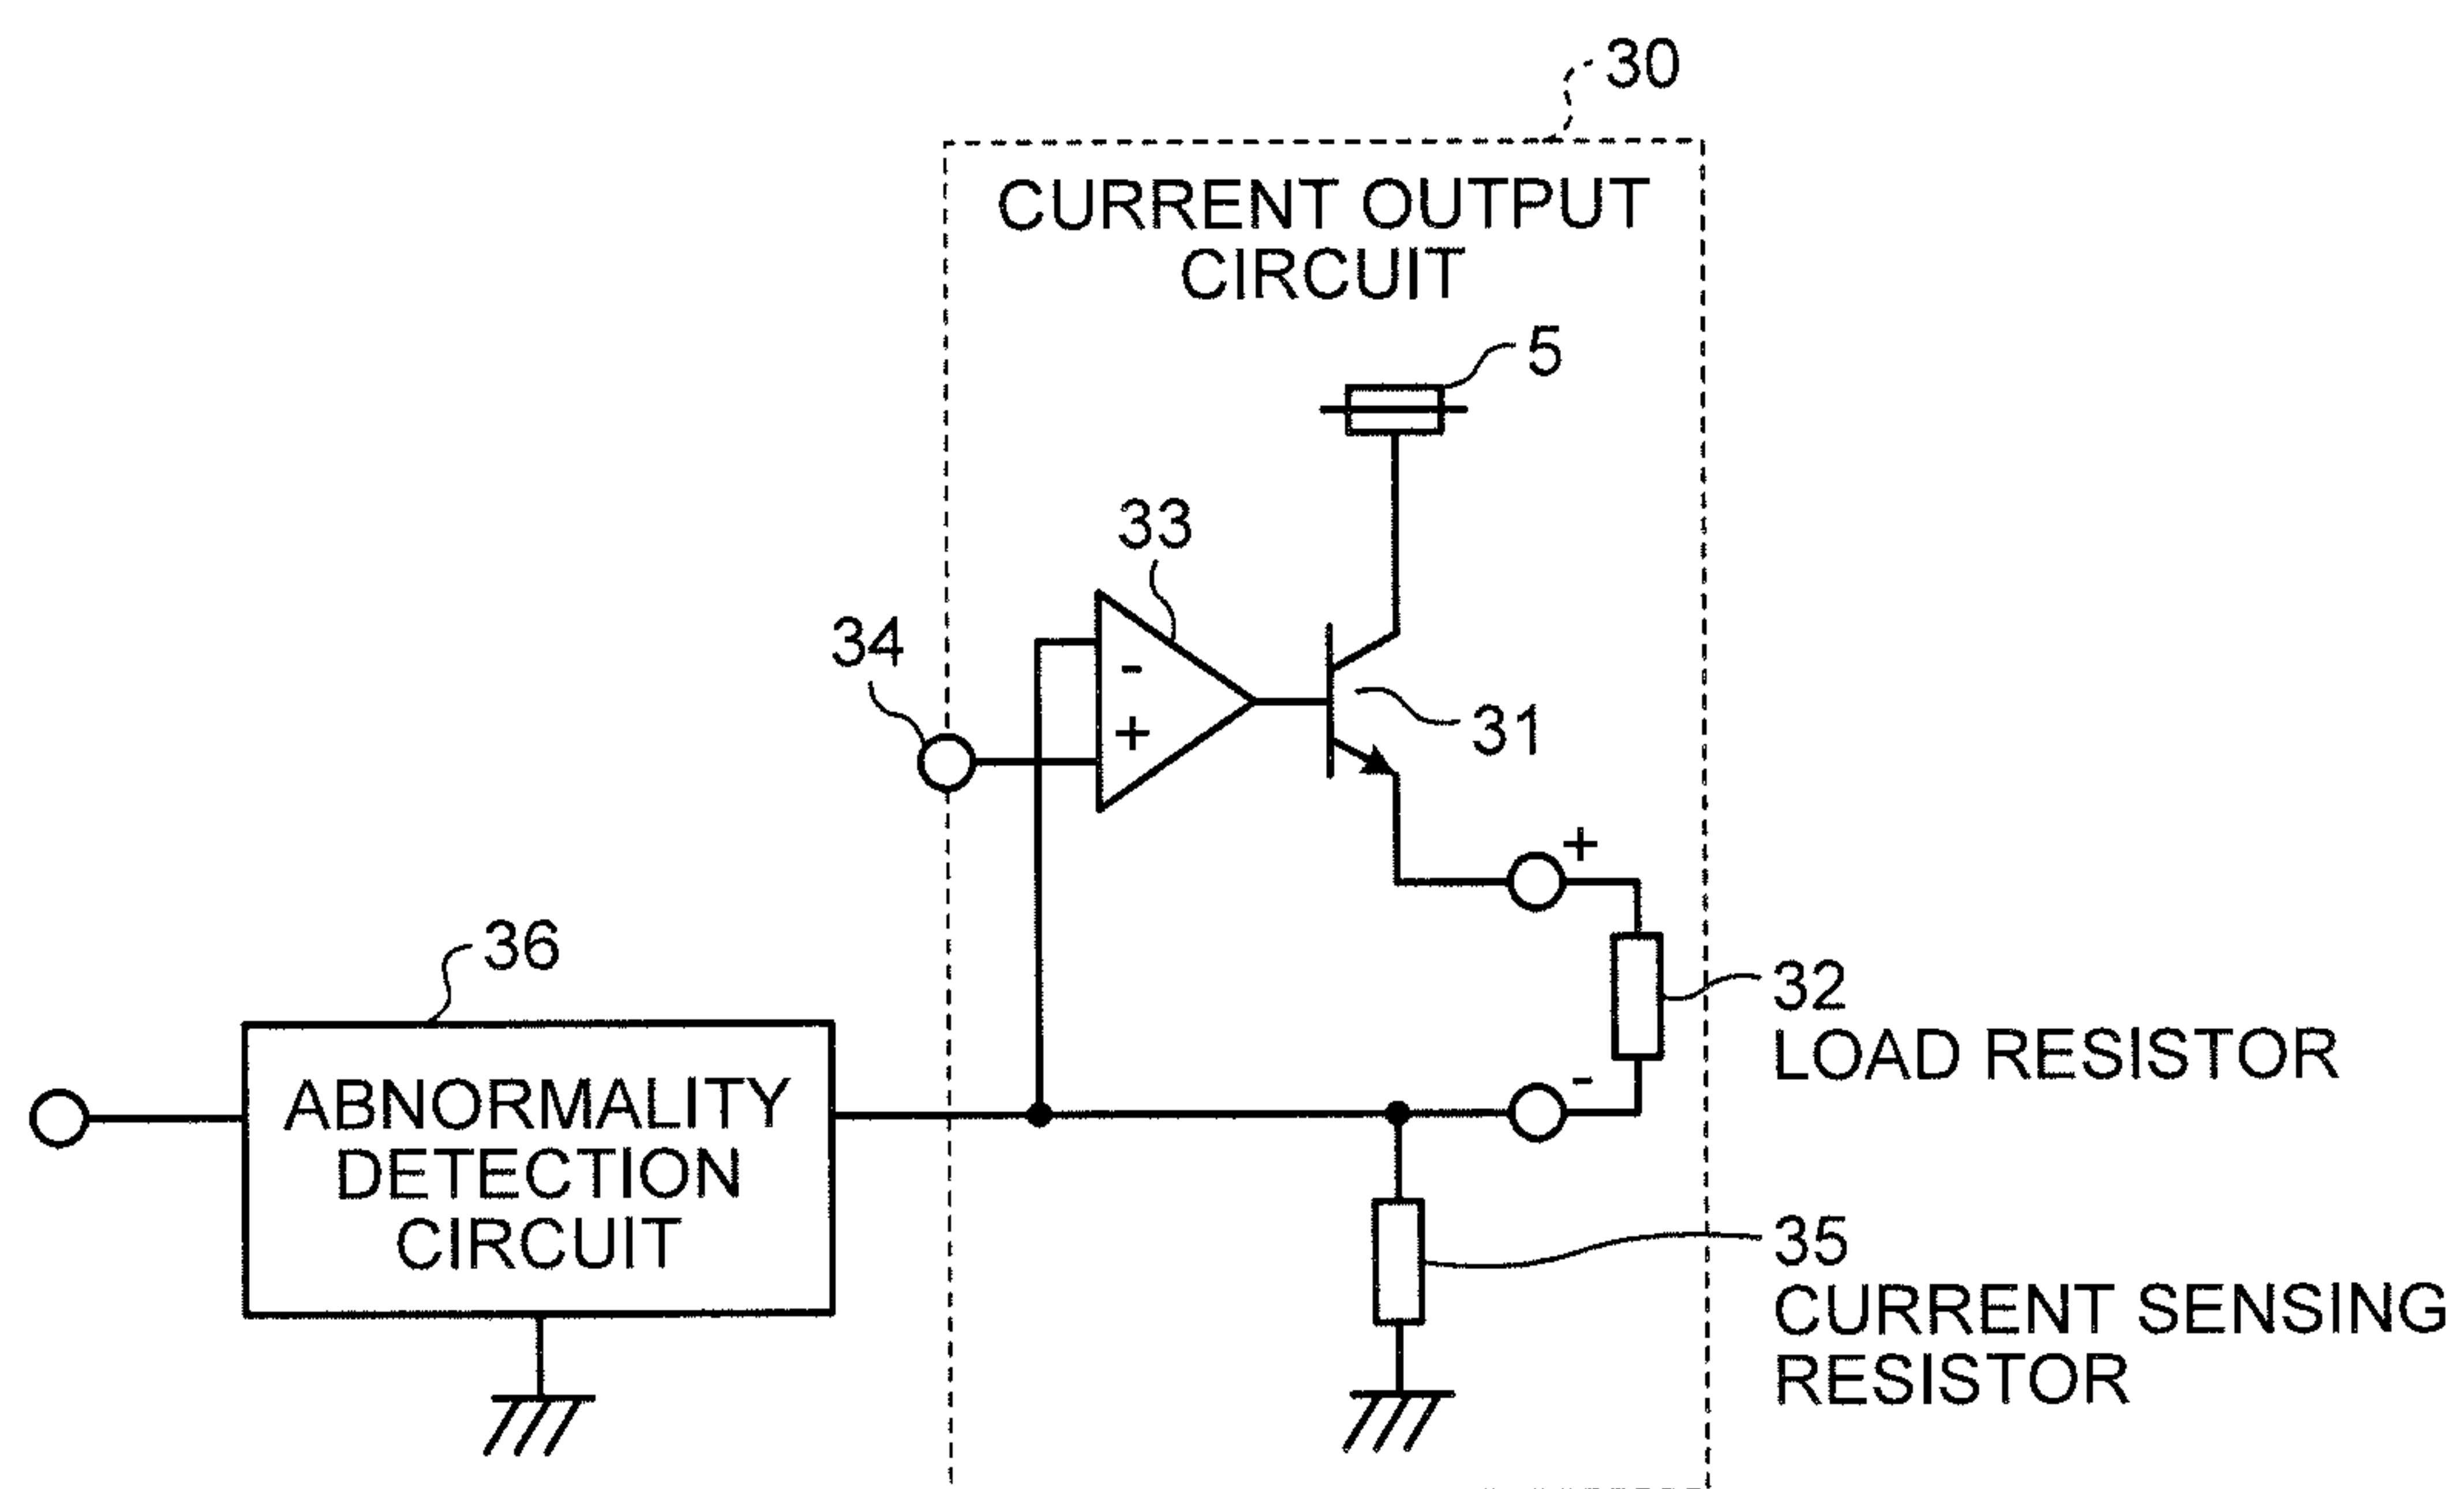 30
CURRENT OUTPUT
CIRCUIT
5
33
34
-
+
31
+
36
32
LOAD RESISTOR
-
ABNORMALITY
DETECTION
CIRCUIT
35
CURRENT SENSING
RESISTOR